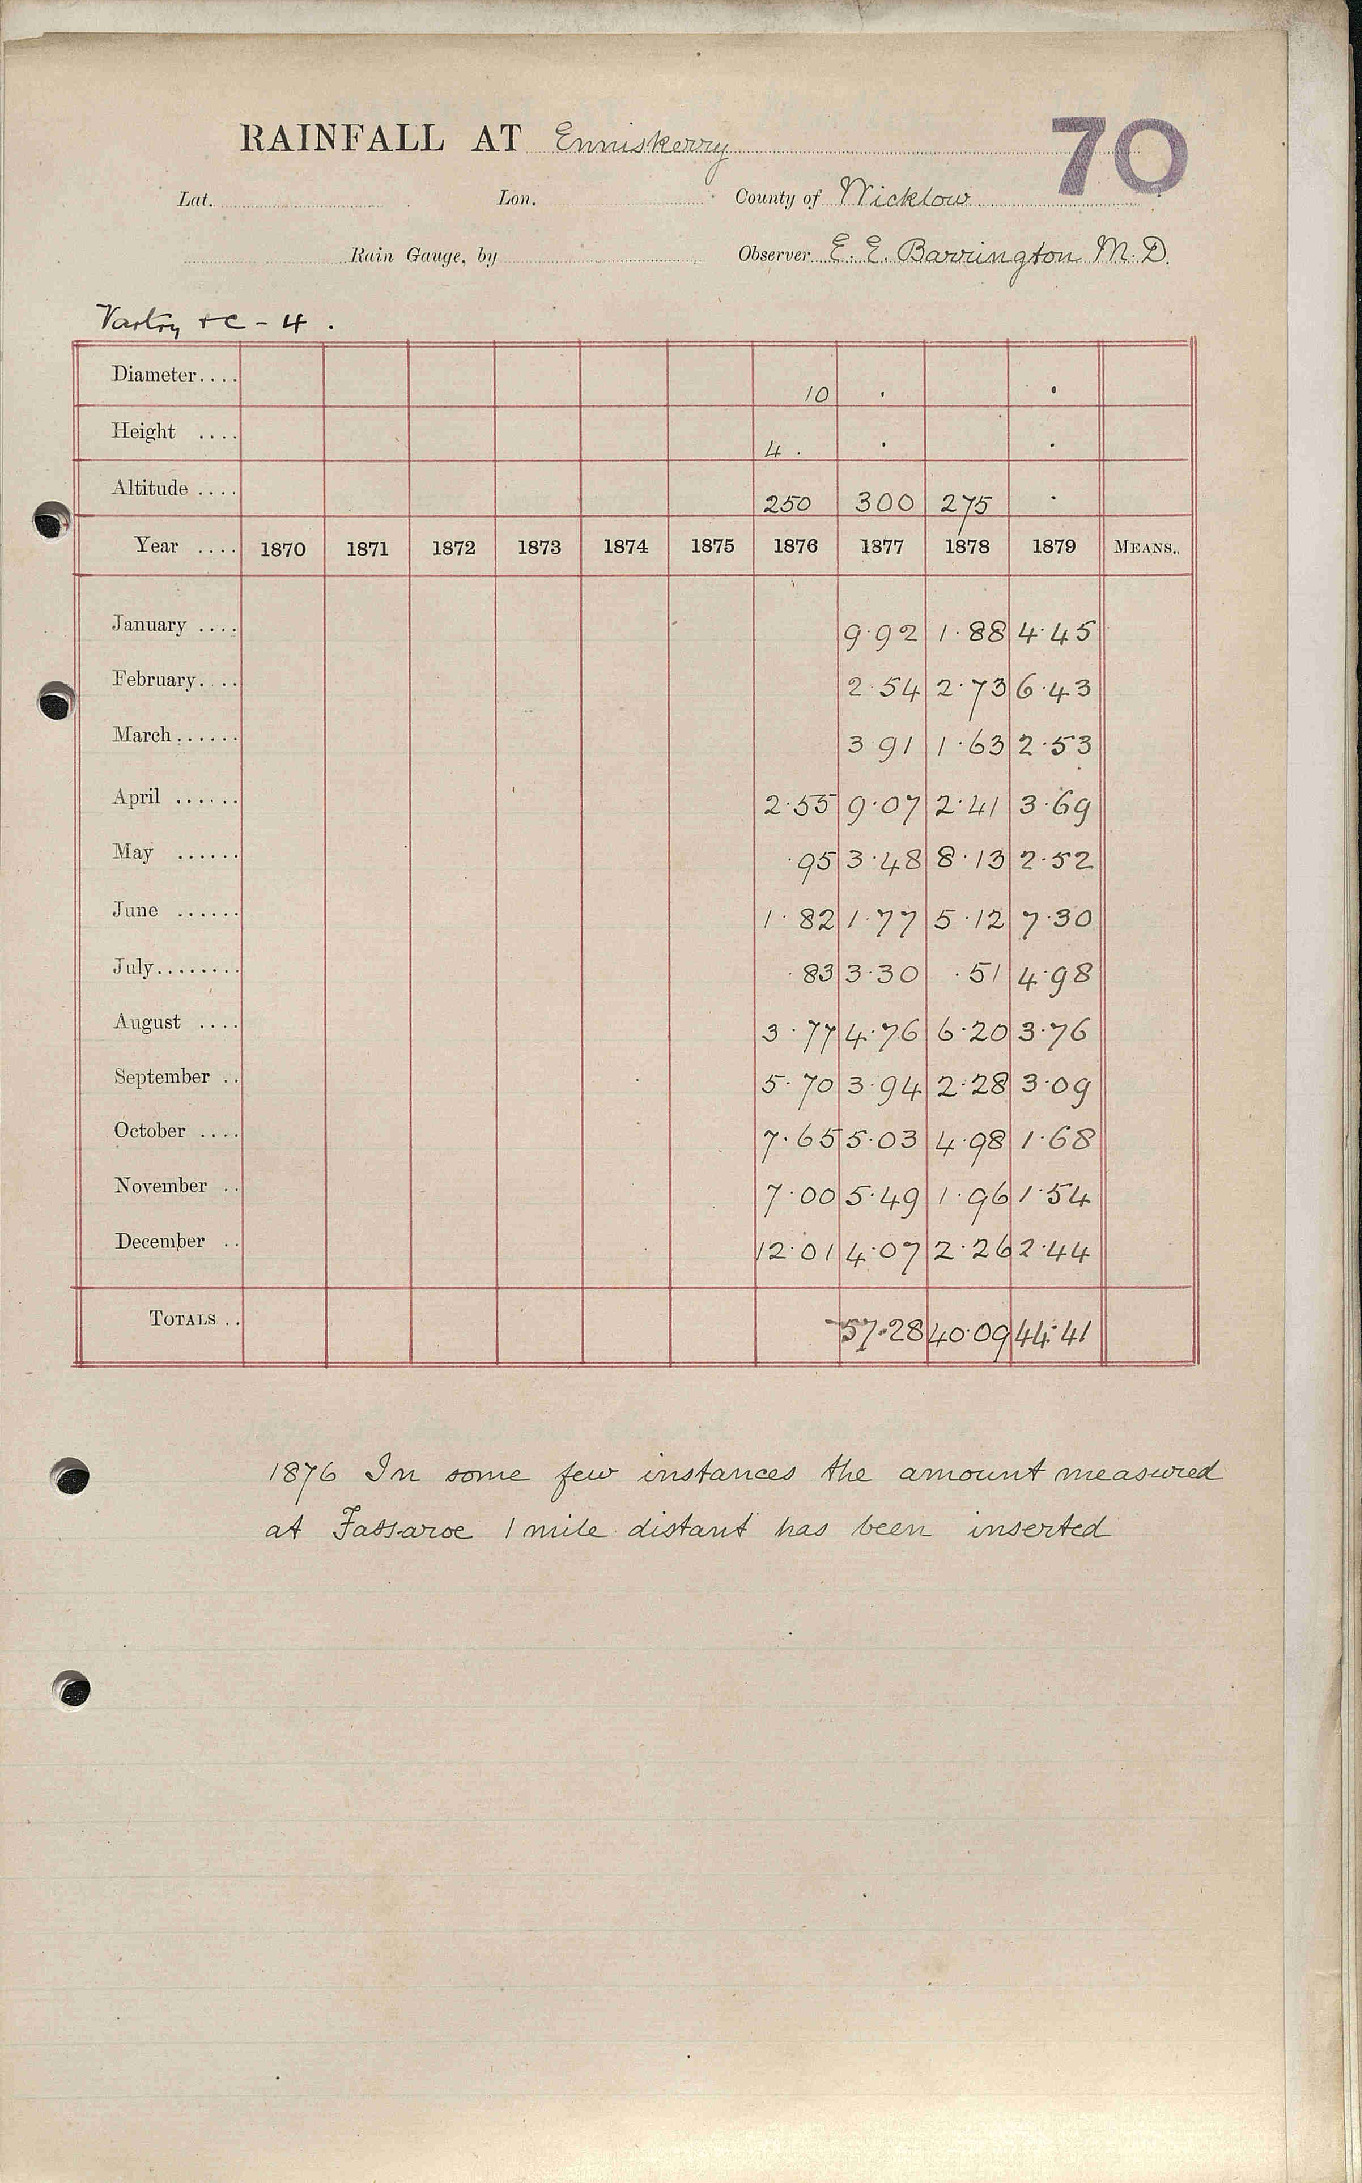 RAINFALL AT Enniskerry 70
Lat. Lon. County of Wicklow
Rain Gauge, by Observer E. E. Barrington M.D.
Vartry + C - 4 .
Diameter.... 10 . .
Height .... 4 . . .
Altitude .... 250 300 275 .
Year .... 1870 1871 1872 1873 1874 1875 1876 1877 1878 1879 MEANS..
January .... 9·92 1·88 4·45
February.... 2·54 2·73 6·43
March...... 3 91 1·63 2·53
April ...... 2·55 9·07 2·41 3·69
May ...... ·95 3·48 8·13 2·52
June ...... 1·82 1·77 5·12 7·30
July........ ·83 3·30 ·51 4·98
August .... 3·77 4·76 6·20 3·76
September .. 5·70 3·94 2·28 3·09
October .... 7·65 5·03 4·98 1·68
November .. 7·00 5·49 1·96 1·54
December .. 12·01 4·07 2·26 2·44
TOTALS .. 57·28 40·09 44·41
1876 In some few instances the amount measured
at Fassaroe 1 mile distant has been inserted